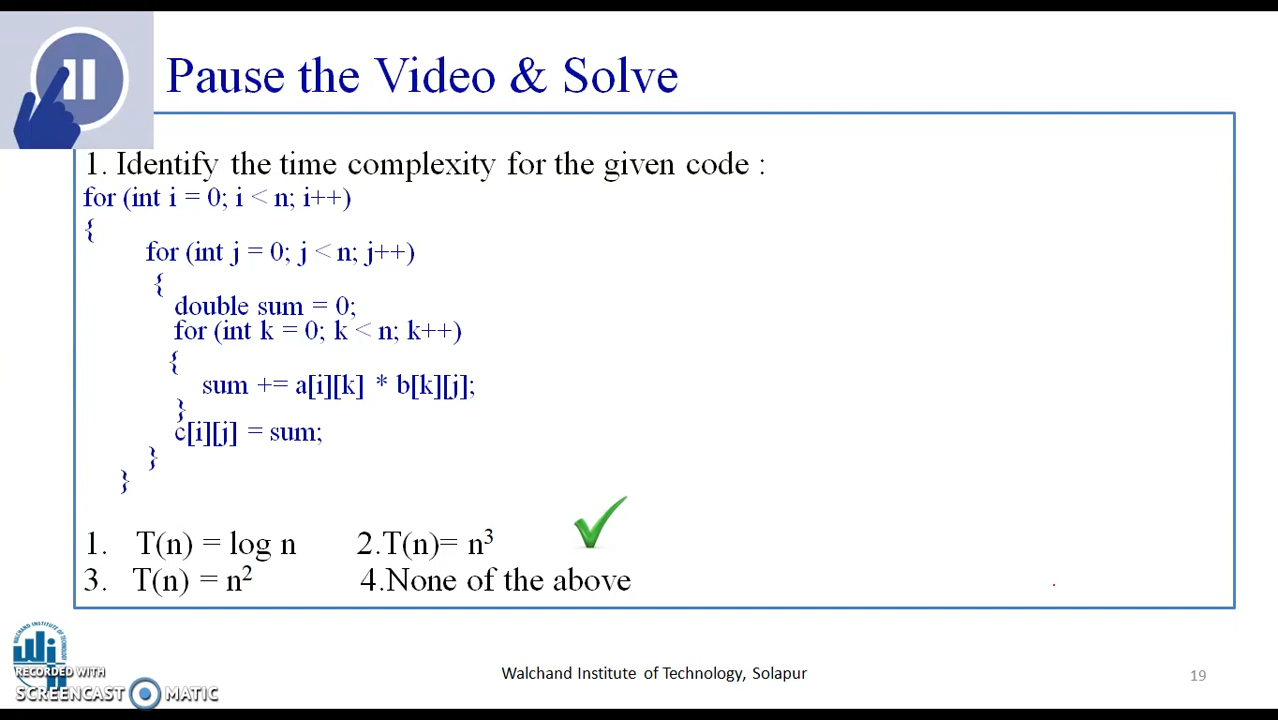 Pause the Video & Solve
1. Identify the time complexity for the given code :
for (int i = 0; i < n; i++)
{
for (int j = 0; j < n; j++)
{
double sum = 0;
for (int k = 0; k < n; k++)
{
sum += a[i][k] * b[k][j];
}
c[i][j] = sum;
}
}
1. T(n) = log n 2.T(n)= n³
3. T(n) = n² 4.None of the above
RECORDED WITH
SCREENCAST MATIC
Walchand Institute of Technology, Solapur
19